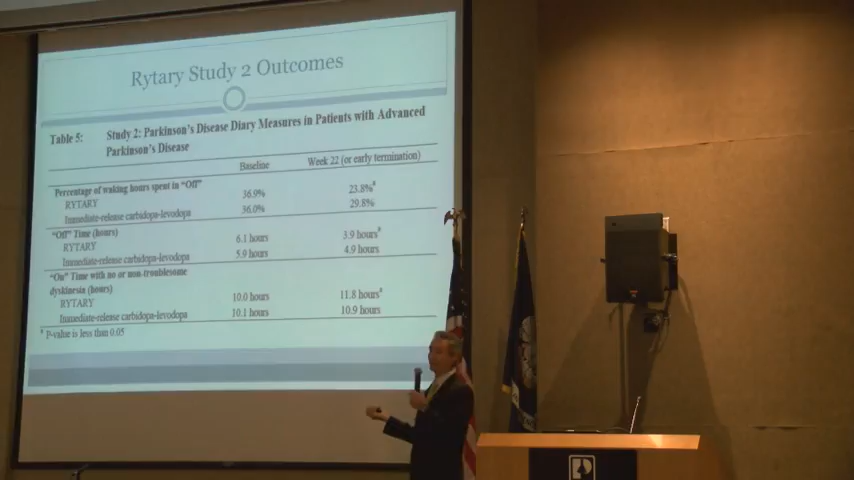 Rytary Study 2 Outcomes
Table 5: Study 2: Parkinson's Disease Diary Measures in Patients with Advanced
Parkinson's Disease
Baseline Week 22 (or early termination)
Percentage of waking hours spent in "Off"
RYTARY 36.9% 23.8%ª
Immediate-release carbidopa-levodopa 36.0% 29.8%
"Off" Time (hours)
RYTARY 6.1 hours 3.9 hoursª
Immediate-release carbidopa-levodopa 5.9 hours 4.9 hours
"On" Time with no or non-troublesome
dyskinesia (hours)
RYTARY 10.0 hours 11.8 hoursª
Immediate-release carbidopa-levodopa 10.1 hours 10.9 hours
ª P-value is less than 0.05